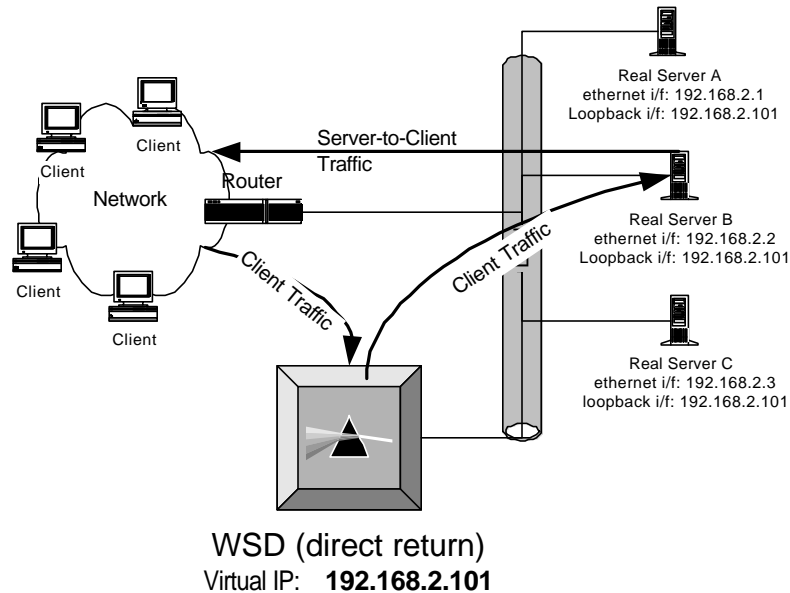 Real Server A
ethernet i/f: 192.168.2.1
Loopback i/f: 192.168.2.101
Client
Client
Server-to-Client
Traffic
Router
Network
Client Traffic
Client Traffic
Real Server B
ethernet i/f: 192.168.2.2
Loopback i/f: 192.168.2.101
Client
Client
Real Server C
ethernet i/f: 192.168.2.3
loopback i/f: 192.168.2.101
WSD (direct return)
Virtual IP: 192.168.2.101